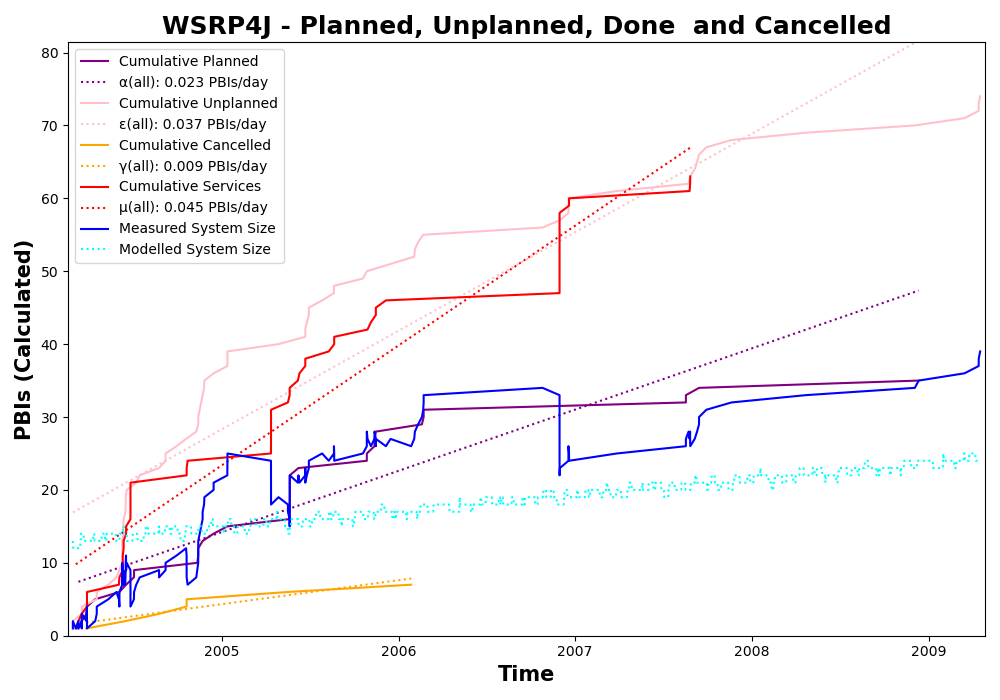 WSRP4J - Planned, Unplanned, Done  and Cancelled
PBIs (Calculated)
80
70
60
50
40
30
20
10
0
Cumulative Planned
α(all): 0.023 PBIs/day
Cumulative Unplanned
ε(all): 0.037 PBIs/day
Cumulative Cancelled
γ(all): 0.009 PBIs/day
Cumulative Services
μ(all): 0.045 PBIs/day
Measured System Size
Modelled System Size
2005
2006
2007
2008
2009
Time